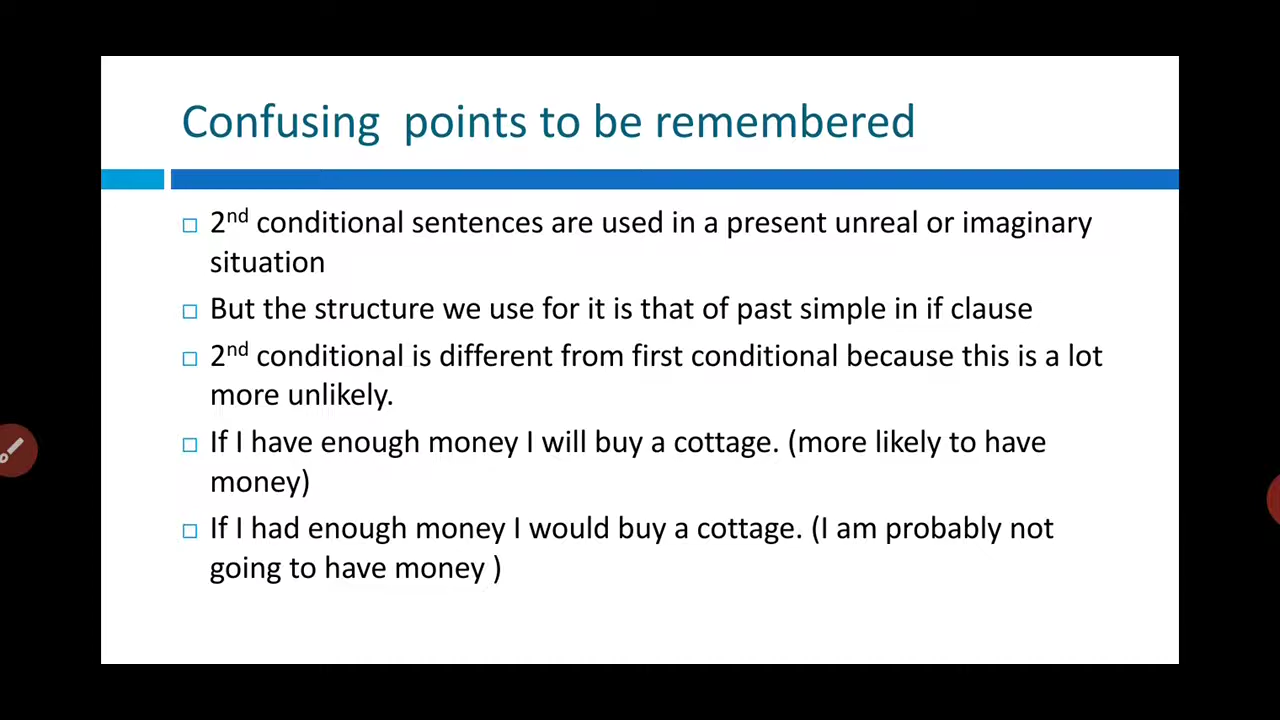 Confusing  points to be remembered
2nd conditional sentences are used in a present unreal or imaginary
situation
But the structure we use for it is that of past simple in if clause
2nd conditional is different from first conditional because this is a lot
more unlikely.
If I have enough money I will buy a cottage. (more likely to have
money)
If I had enough money I would buy a cottage. (I am probably not
going to have money )